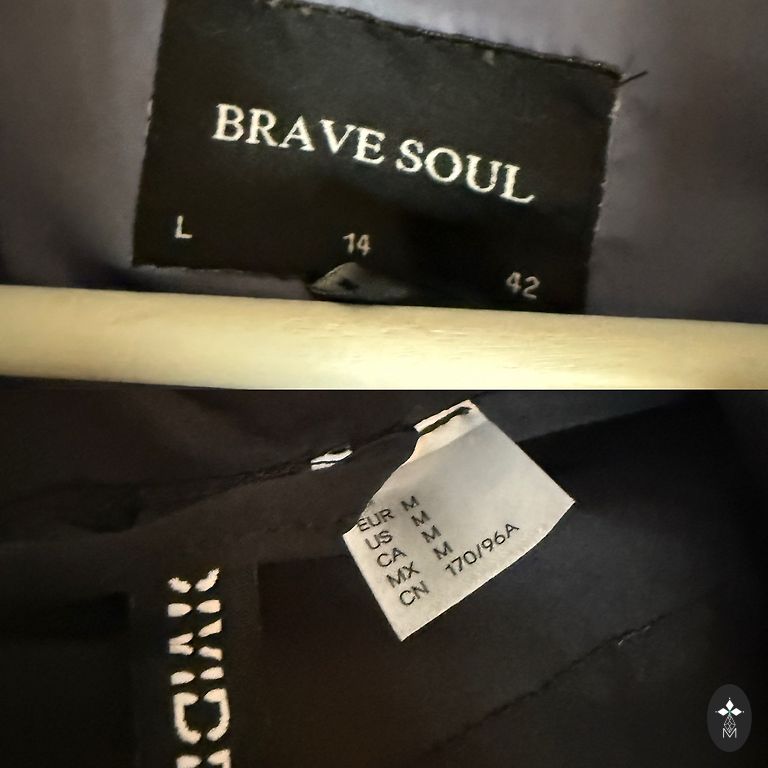 BRAVE SOUL
L 14 42
EUR M
US M
CA M
MX M
CN 170/96A
M